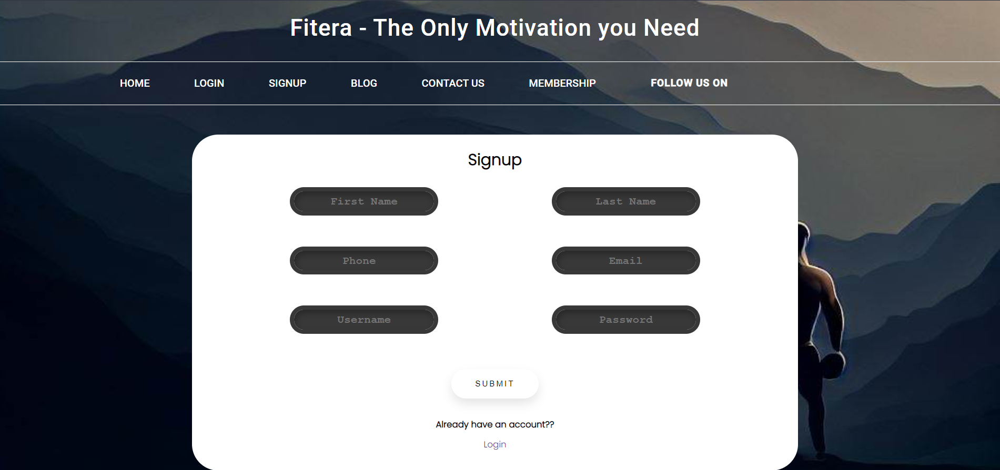 Fitera - The Only Motivation you Need
HOME LOGIN SIGNUP BLOG CONTACT US MEMBERSHIP FOLLOW US ON
Signup
First Name Last Name
Phone Email
Username Password
SUBMIT
Already have an account??
Login